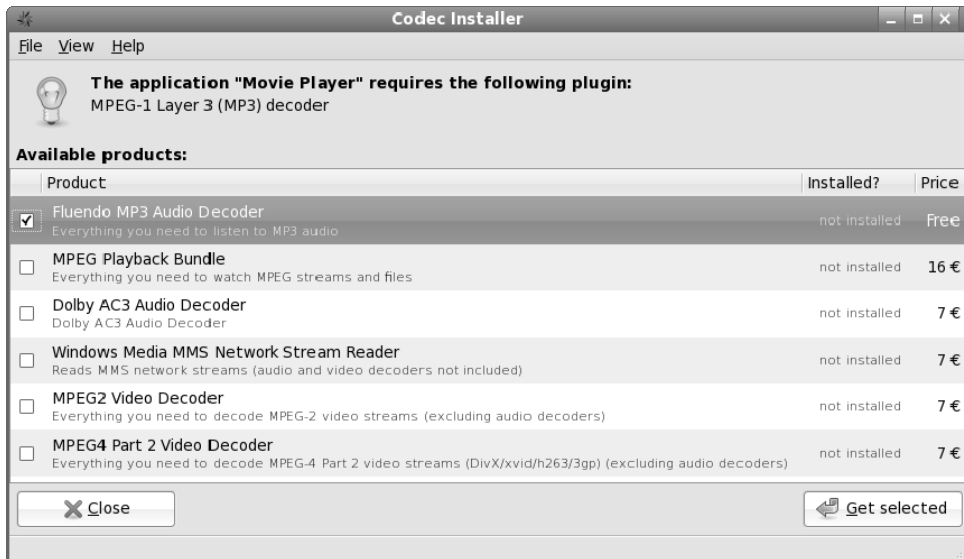 Codec Installer
File View Help
The application "Movie Player" requires the following plugin:
MPEG-1 Layer 3 (MP3) decoder
Available products:
Product Installed? Price
Fluendo MP3 Audio Decoder
Everything you need to listen to MP3 audio
not installed Free
MPEG Playback Bundle
Everything you need to watch MPEG streams and files
not installed 16 €
Dolby AC3 Audio Decoder
Dolby AC3 Audio Decoder
not installed 7 €
Windows Media MMS Network Stream Reader
Reads MMS network streams (audio and video decoders not included)
not installed 7 €
MPEG2 Video Decoder
Everything you need to decode MPEG-2 video streams (excluding audio decoders)
not installed 7 €
MPEG4 Part 2 Video Decoder
Everything you need to decode MPEG-4 Part 2 video streams (DivX/xvid/h263/3gp) (excluding audio decoders)
not installed 7 €
Close Get selected